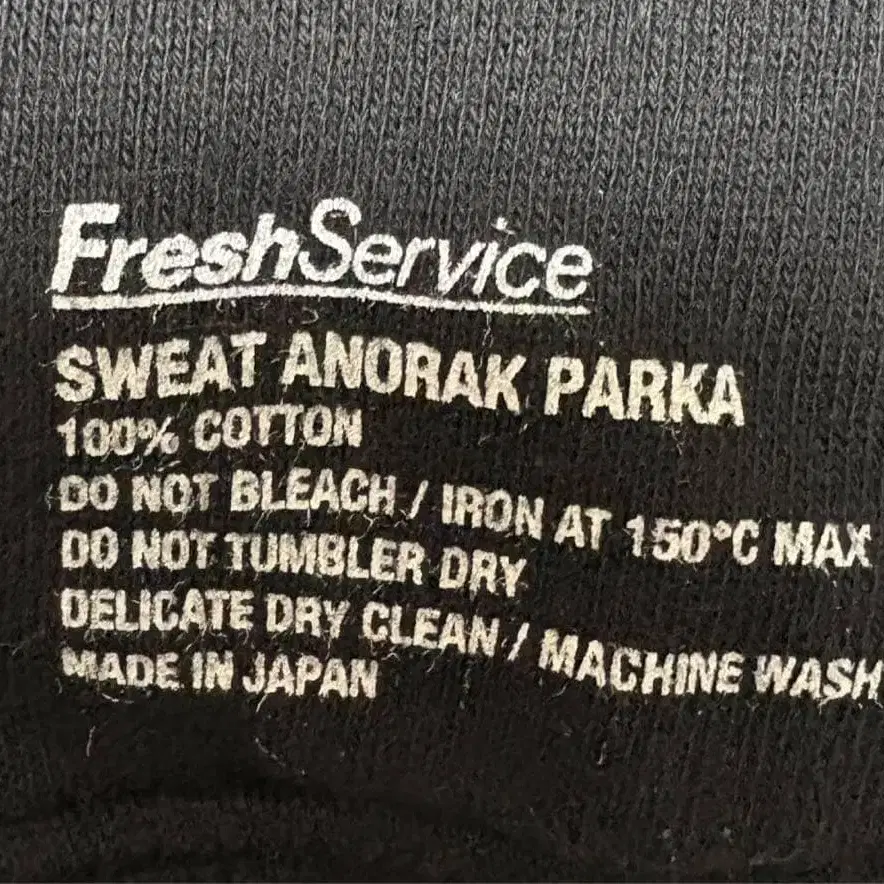 FreshService
SWEAT ANORAK PARKA
100% COTTON
DO NOT BLEACH / IRON AT 150°C MAX
DO NOT TUMBLER DRY
DELICATE DRY CLEAN / MACHINE WASH
MADE IN JAPAN